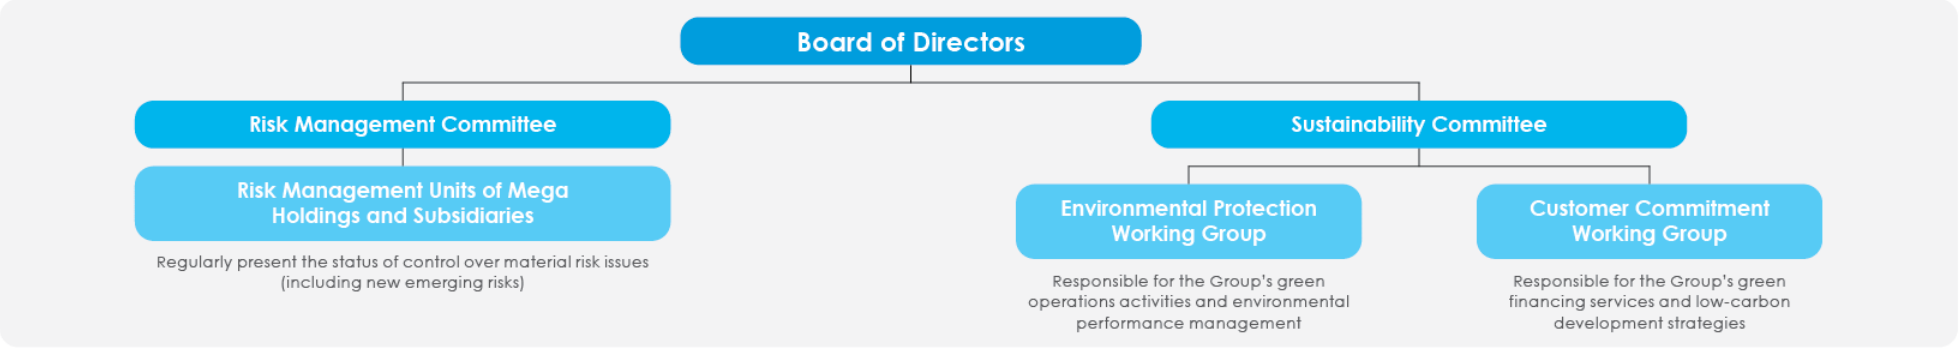 Board of Directors
Risk Management Committee
Risk Management Units of Mega
Holdings and Subsidiaries
Regularly present the status of control over material risk issues
(including new emerging risks)
Sustainability Committee
Environmental Protection
Working Group
Responsible for the Group's green
operations activities and environmental
performance management
Customer Commitment
Working Group
Responsible for the Group's green
financing services and low-carbon
development strategies